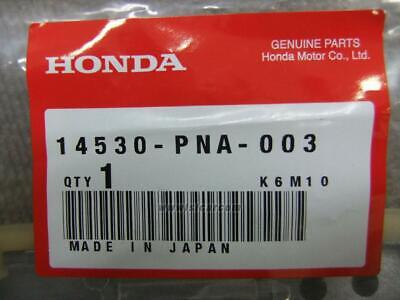 HONDA
GENUINE PARTS
Honda Motor Co., Ltd.
14530-PNA-003
QTY 1 K6M10
MADE IN JAPAN